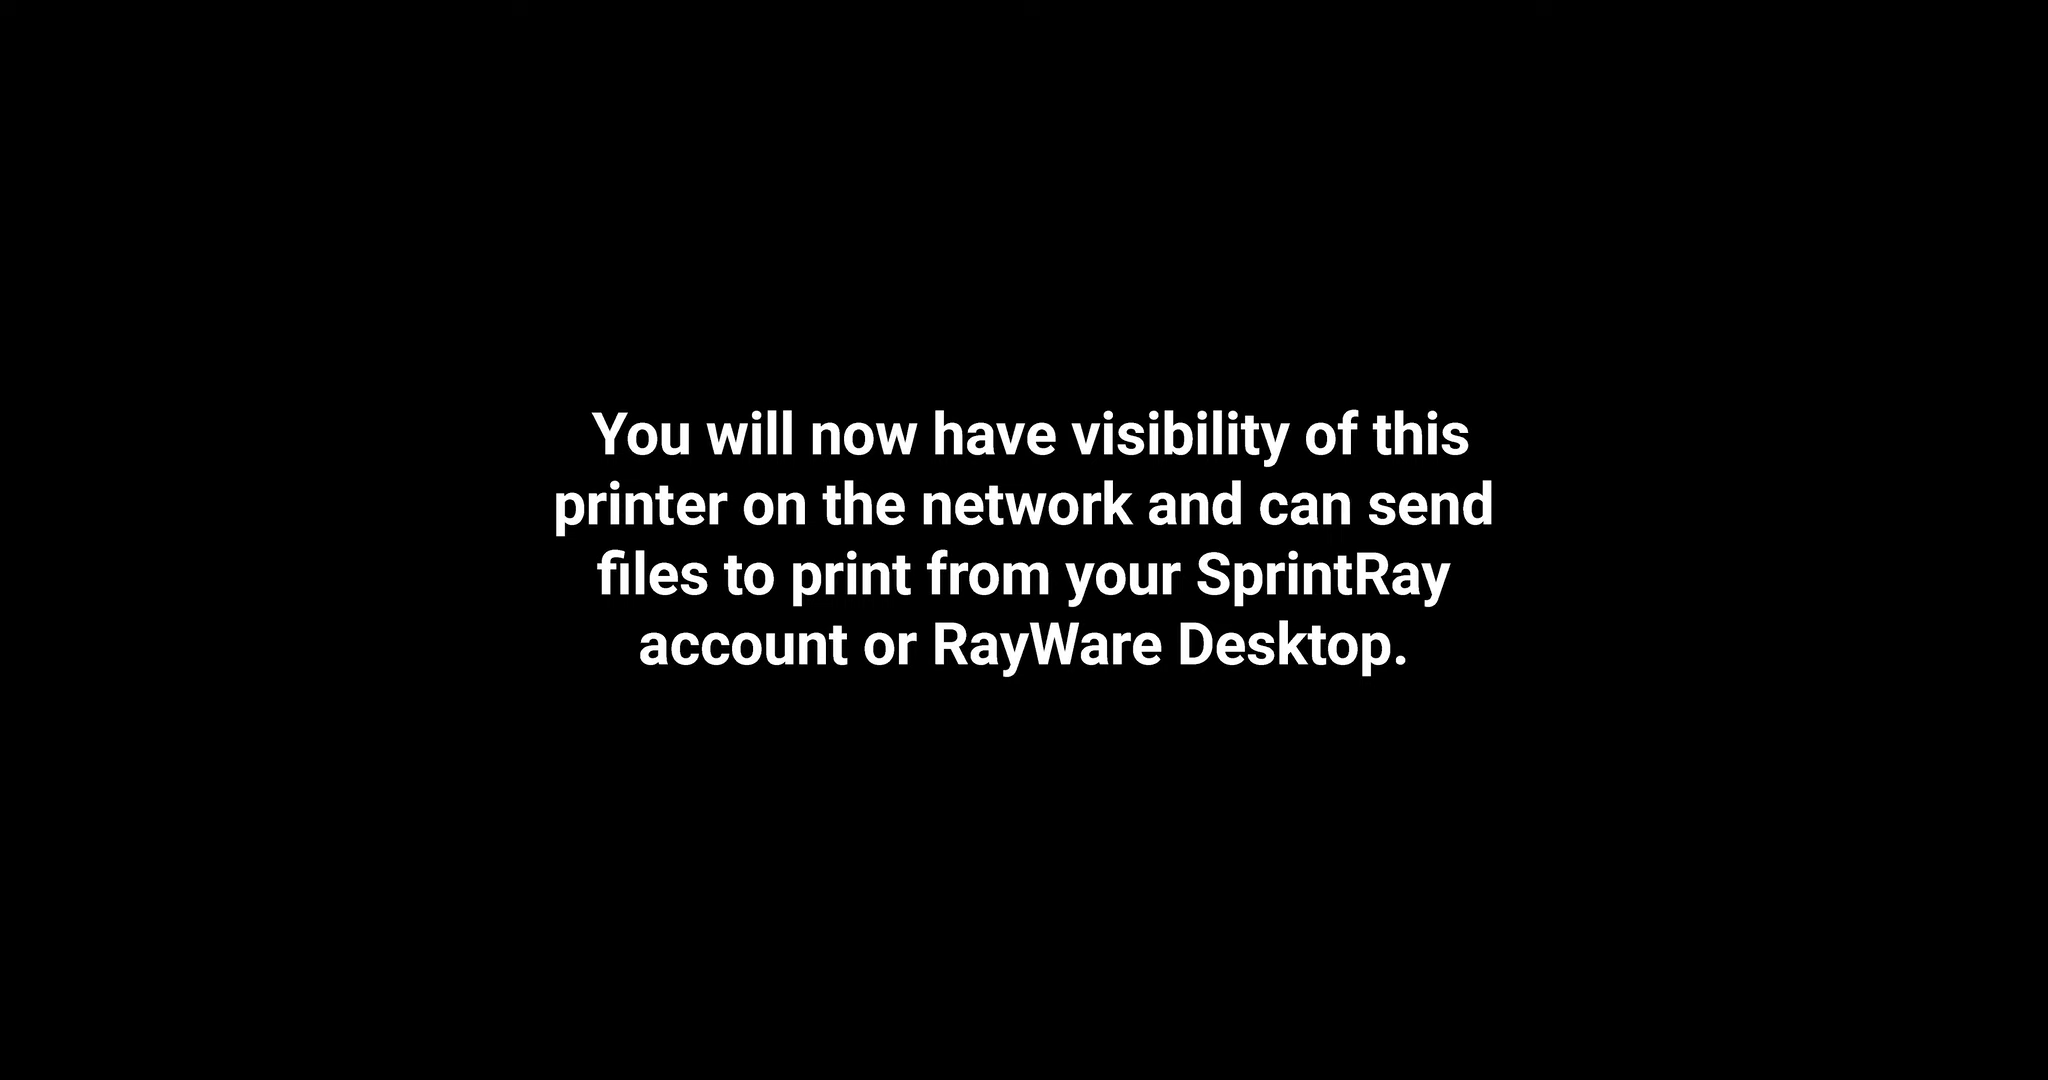 You will now have visibility of this
printer on the network and can send
files to print from your SprintRay
account or RayWare Desktop.